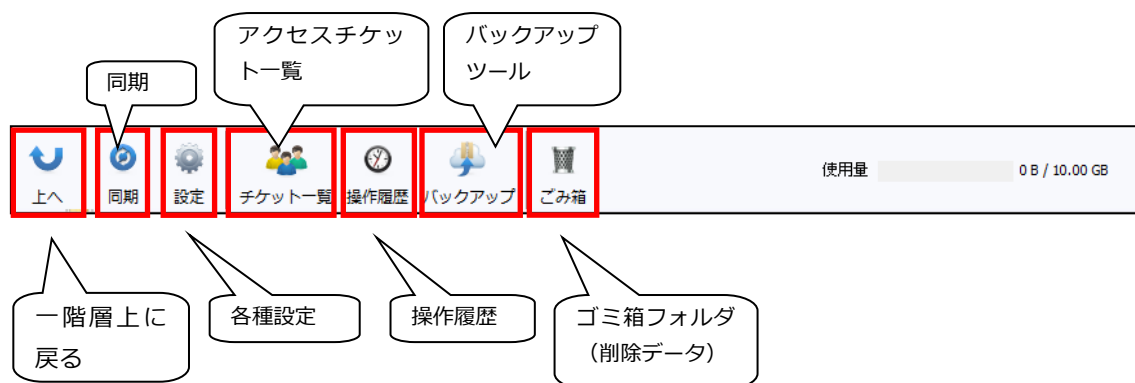 アクセスチケッ
ト一覧
バックアップ
ツール
同期
上へ
同期
設定
チケット一覧
操作履歴
バックアップ
ごみ箱
使用量
0 B / 10.00 GB
一階層上に
戻る
各種設定
操作履歴
ゴミ箱フォルダ
（削除データ）